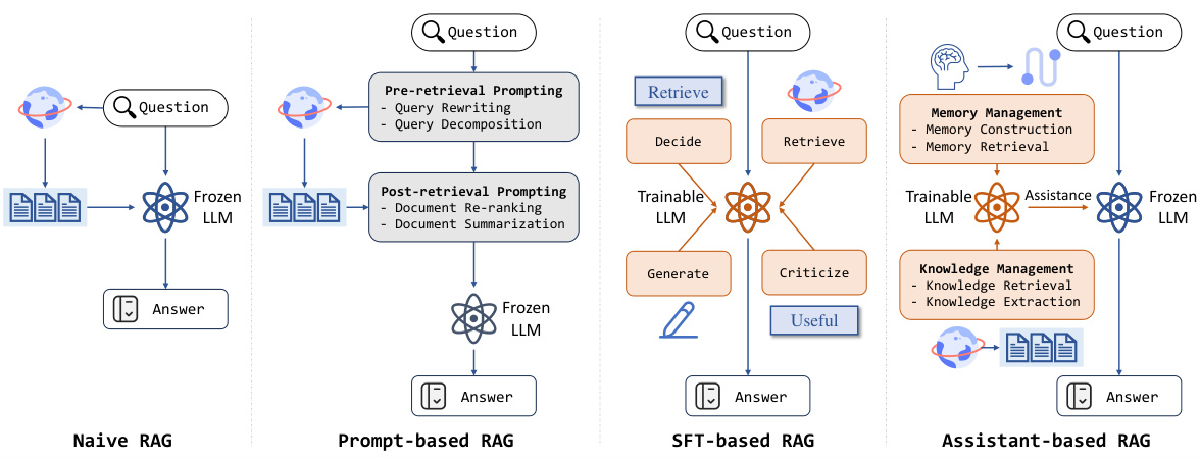 Question
Frozen
LLM
Answer
Naive RAG
Question
Pre-retrieval Prompting
- Query Rewriting
- Query Decomposition
Post-retrieval Prompting
- Document Re-ranking
- Document Summarization
Frozen
LLM
Answer
Prompt-based RAG
Question
Retrieve
Decide
Retrieve
Trainable
LLM
Generate
Criticize
Useful
Answer
SFT-based RAG
Question
Memory Management
- Memory Construction
- Memory Retrieval
Trainable
LLM
Assistance
Frozen
LLM
Knowledge Management
- Knowledge Retrieval
- Knowledge Extraction
Answer
Assistant-based RAG